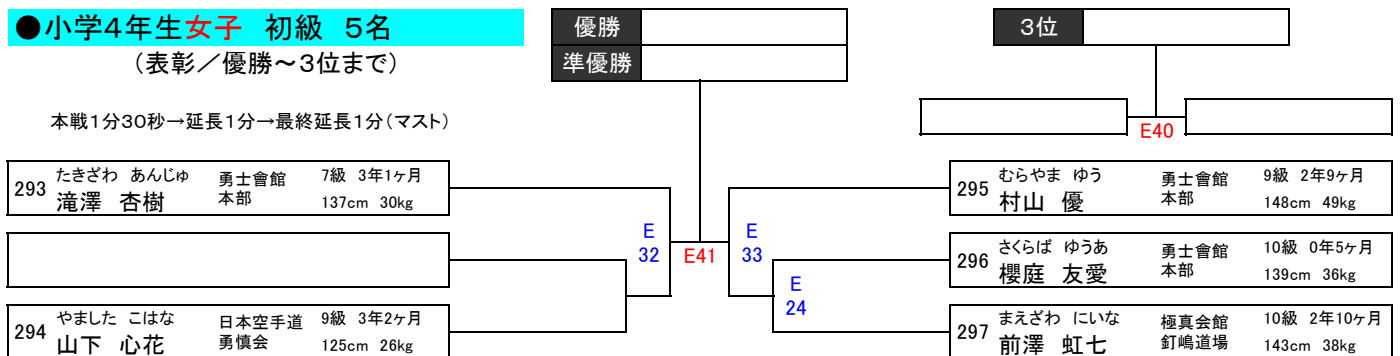 ●小学4年生女子 初級 5名
(表彰／優勝～3位まで)
本戦1分30秒→延長1分→最終延長1分(マスト)
優勝
準優勝
3位
E40
293 たきざわ あんじゅ 勇士會館 7級 3年1ヶ月
滝澤 杏樹 本部 137cm 30kg
294 やました こはな 日本空手道 9級 3年2ヶ月
山下 心花 勇慎会 125cm 26kg
E
32
E41
E
33
E
24
295 むらやま ゆう 勇士會館 9級 2年9ヶ月
村山 優 本部 148cm 49kg
296 さくらば ゆうあ 勇士會館 10級 0年5ヶ月
櫻庭 友愛 本部 139cm 36kg
297 まえざわ にいな 極真会館 10級 2年10ヶ月
前澤 虹七 釘嶋道場 143cm 38kg